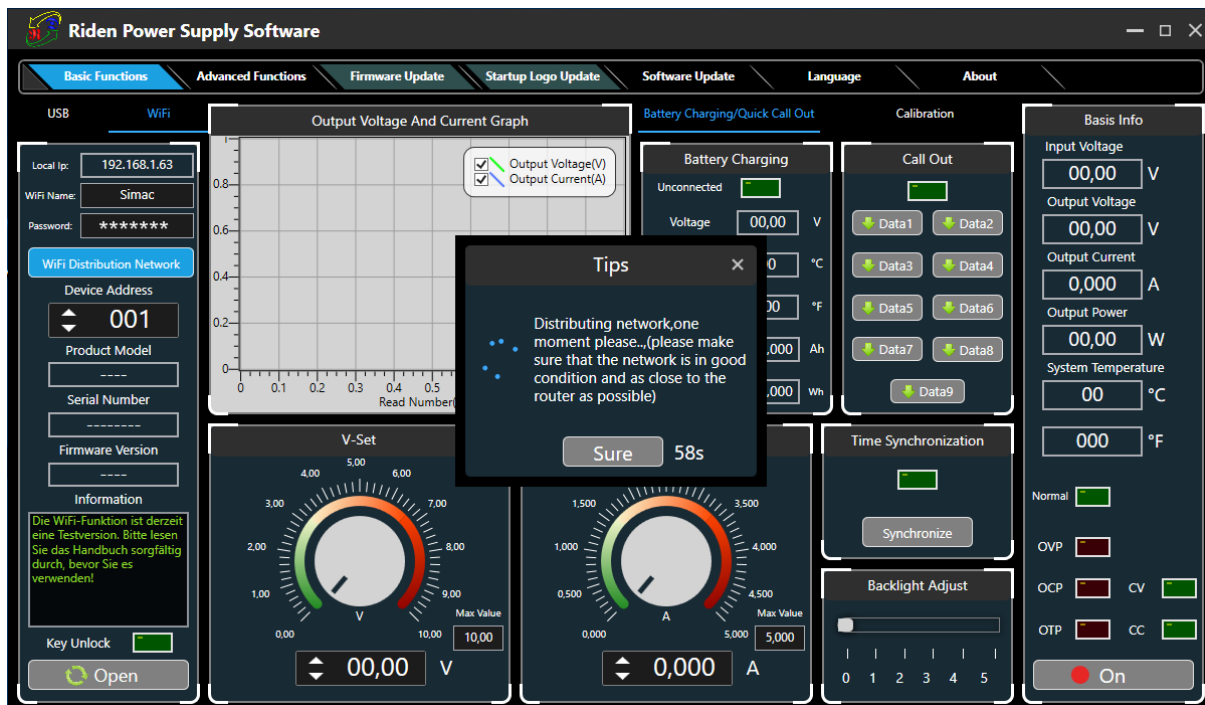 Riden Power Supply Software
Basic Functions
Advanced Functions
Firmware Update
Startup Logo Update
Software Update
Language
About
USB
WiFi
Local Ip:
192.168.1.63
WiFi Name:
Simac
Password:
*******
WiFi Distribution Network
Device Address
001
Product Model
----
Serial Number
--------
Firmware Version
----
Information
Die WiFi-Funktion ist derzeit
eine Testversion. Bitte lesen
Sie das Handbuch sorgfältig
durch, bevor Sie es
verwenden!
Key Unlock
Open
Output Voltage And Current Graph
Output Voltage(V)
Output Current(A)
0.8
0.6
0.4
0.2
0
0 0.1 0.2 0.3 0.4 0.5
Read Number(
Tips
Distributing network,one
moment please..,(please make
sure that the network is in good
condition and as close to the
router as possible)
Sure
58s
V-Set
0,00
1,00
2,00
3,00
4,00
5,00
6,00
7,00
8,00
9,00
10,00
V
Max Value
10,00
00,00 V
0,000
0,500
1,000
1,500
3,500
4,000
4,500
5,000
A
Max Value
5,000
0,000 A
Battery Charging/Quick Call Out
Calibration
Battery Charging
Unconnected
Voltage
00,00
V
0
°C
00
°F
,000
Ah
,000
Wh
Call Out
Data1
Data2
Data3
Data4
Data5
Data6
Data7
Data8
Data9
Time Synchronization
Synchronize
Backlight Adjust
0 1 2 3 4 5
Basis Info
Input Voltage
00,00 V
Output Voltage
00,00 V
Output Current
0,000 A
Output Power
00,00 W
System Temperature
00 °C
000 °F
Normal
OVP
OCP
CV
OTP
CC
On